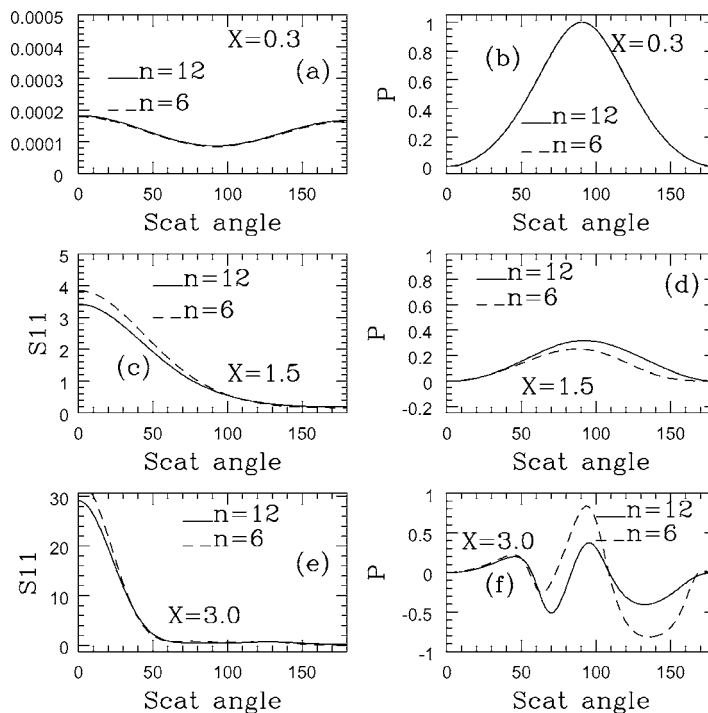 0.0005
0.0004
0.0003
0.0002
0.0001
0
X=0.3
(a)
n=12
n=6
0 50 100 150
Scat angle
1
0.8
0.6
0.4
0.2
0
P
(b)
X=0.3
n=12
n=6
0 50 100 150
Scat angle
5
4
3
2
1
0
S11
n=12
n=6
(c)
X=1.5
0 50 100 150
Scat angle
1
0.8
0.6
0.4
0.2
0
-0.2
P
n=12
n=6
(d)
X=1.5
0 50 100 150
Scat angle
30
20
10
0
S11
n=12
n=6
(e)
X=3.0
0 50 100 150
Scat angle
1
0.5
0
-0.5
-1
P
n=12
n=6
X=3.0
(f)
0 50 100 150
Scat angle